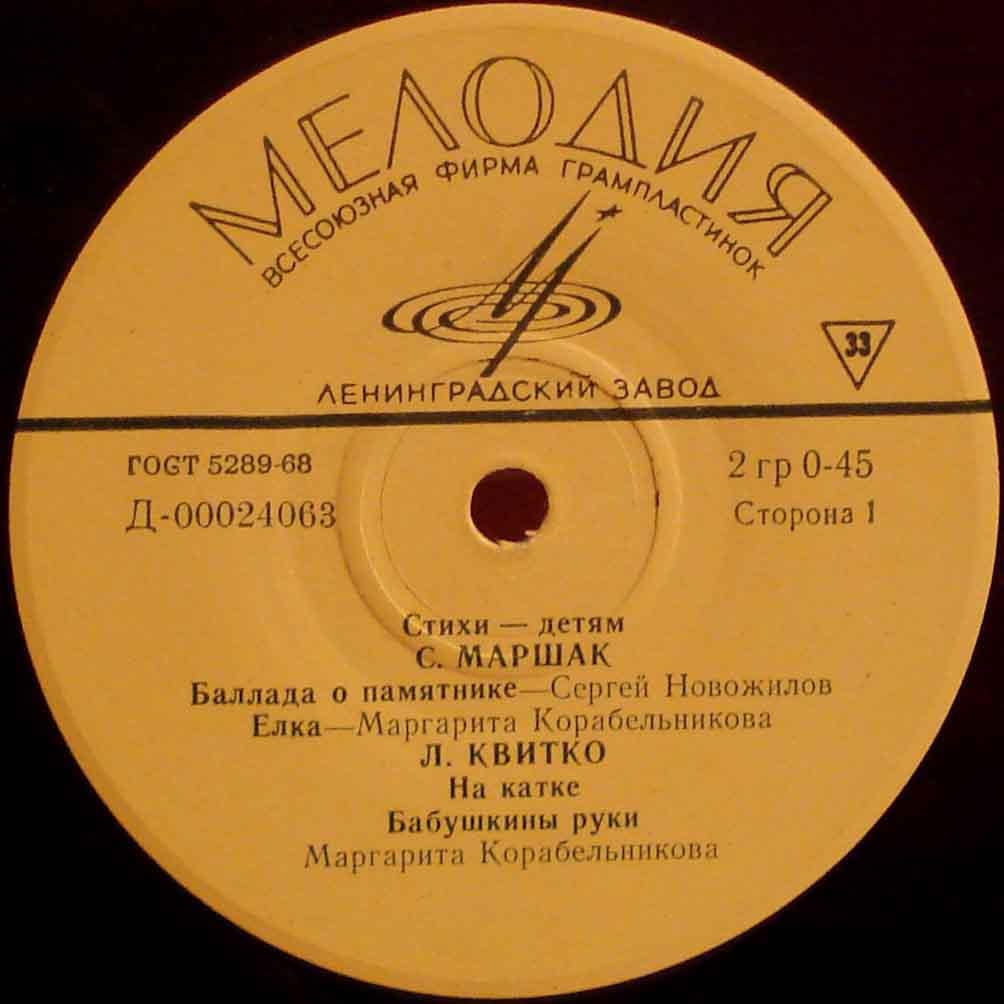 МЕЛОДИЯ
ВСЕСОЮЗНАЯ ФИРМА ГРАМПЛАСТИНОК
33
ЛЕНИНГРАДСКИЙ ЗАВОД
ГОСТ 5289-68
2 гр 0-45
Д-00024063
Сторона 1
Стихи — детям
С. МАРШАК
Баллада о памятнике—Сергей Новожилов
Елка—Маргарита Корабельникова
Л. КВИТКО
На катке
Бабушкины руки
Маргарита Корабельникова